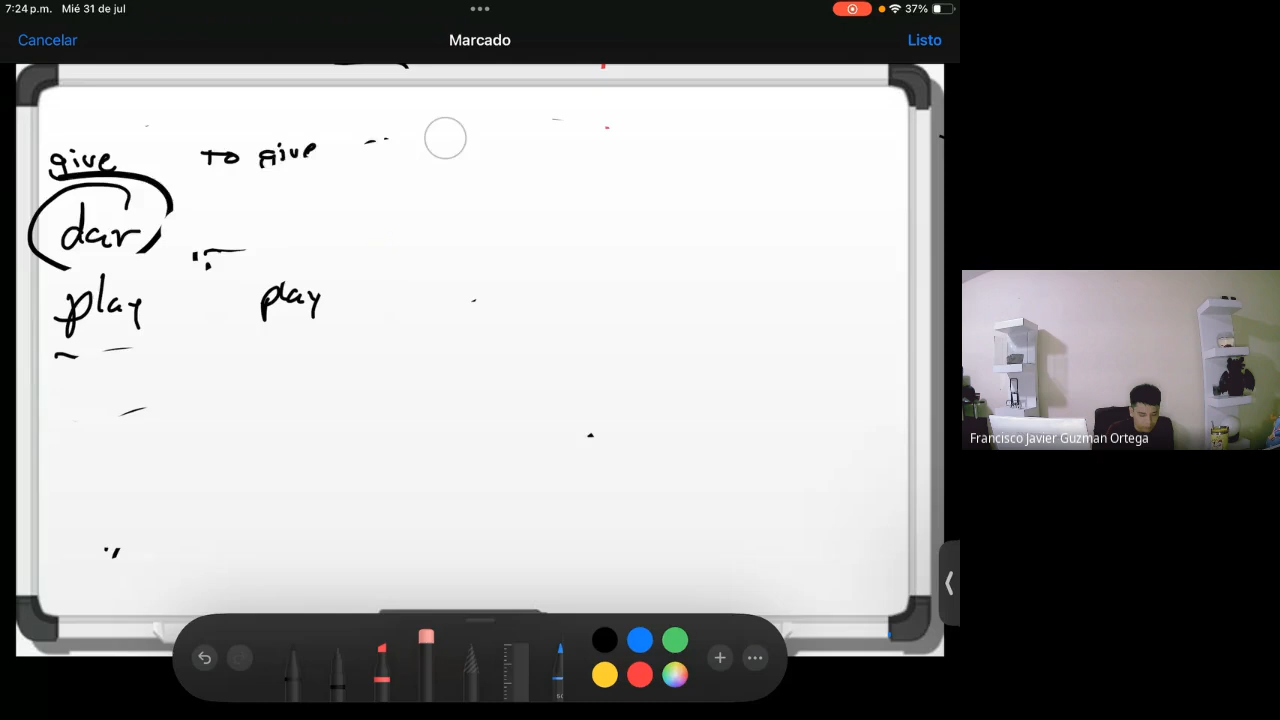 7:24 p.m. Mié 31 de jul
37%
Cancelar
Marcado
Listo
give to give
dar
play play
Francisco Javier Guzman Ortega